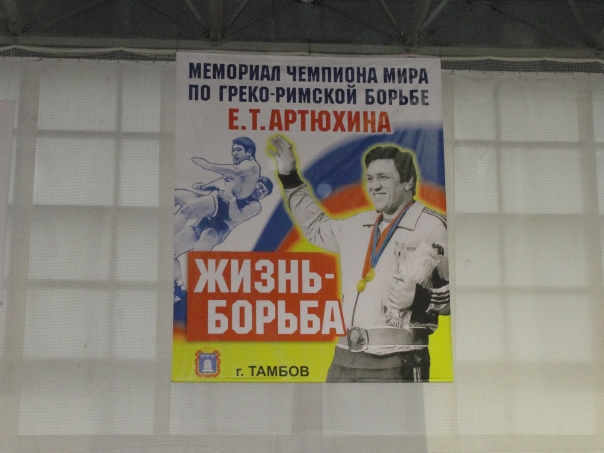 МЕМОРИАЛ ЧЕМПИОНА МИРА
ПО ГРЕКО-РИМСКОЙ БОРЬБЕ
Е.Т.АРТЮХИНА
ЖИЗНЬ-
БОРЬБА
г. ТАМБОВ